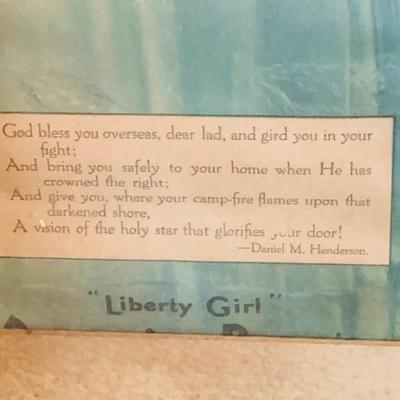 God bless you overseas, dear lad, and gird you in your
fight;
And bring you safely to your home when He has
crowned the right;
And give you, where your camp-fire flames upon that
darkened shore,
A vision of the holy star that glorifies door!
—Daniel M. Henderson.
"Liberty Girl"